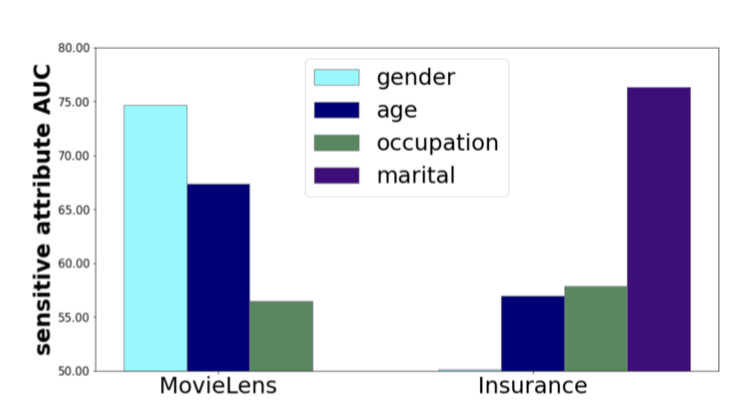 80.00
75.00
70.00
65.00
60.00
55.00
50.00
sensitive attribute AUC
gender
age
occupation
marital
MovieLens
Insurance